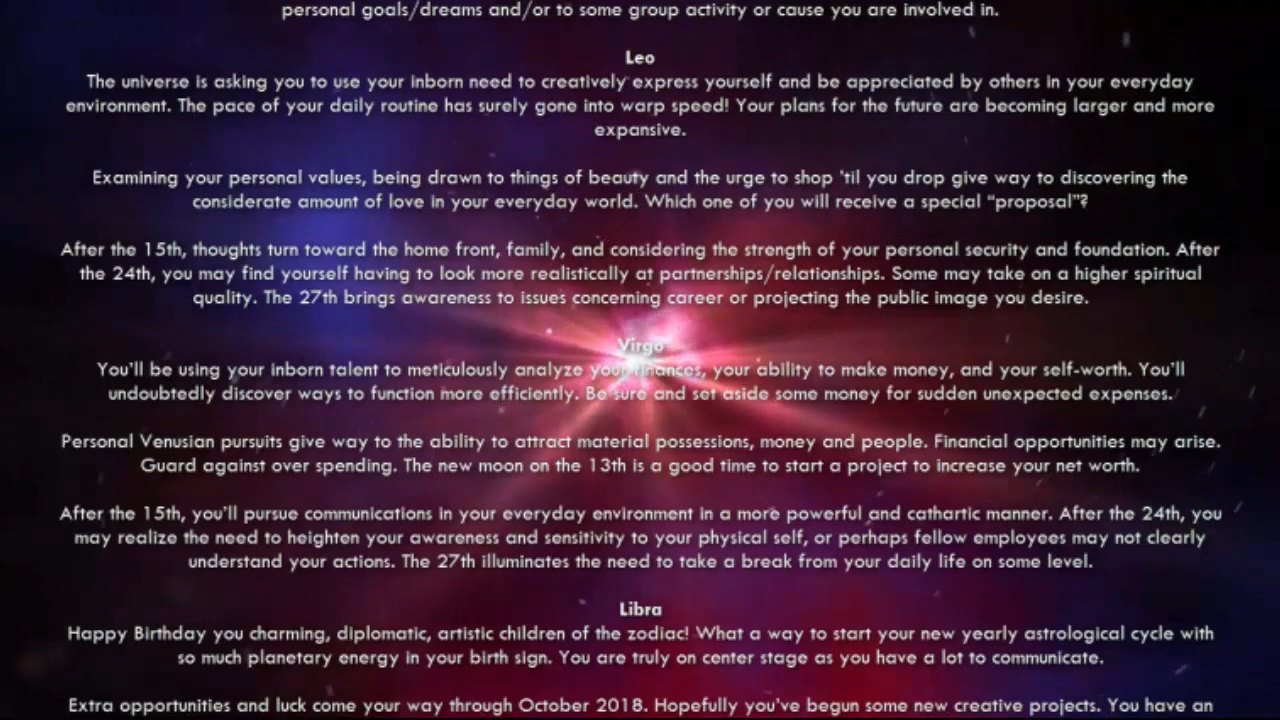 personal goals/dreams and/or to some group activity or cause you are involved in.
Leo
The universe is asking you to use your inborn need to creatively express yourself and be appreciated by others in your everyday
environment. The pace of your daily routine has surely gone into warp speed! Your plans for the future are becoming larger and more
expansive.
Examining your personal values, being drawn to things of beauty and the urge to shop 'til you drop give way to discovering the
considerate amount of love in your everyday world. Which one of you will receive a special "proposal"?
After the 15th, thoughts turn toward the home front, family, and considering the strength of your personal security and foundation. After
the 24th, you may find yourself having to look more realistically at partnerships/relationships. Some may take on a higher spiritual
quality. The 27th brings awareness to issues concerning career or projecting the public image you desire.
Virgo
You'll be using your inborn talent to meticulously analyze your finances, your ability to make money, and your self-worth. You'll
undoubtedly discover ways to function more efficiently. Be sure and set aside some money for sudden unexpected expenses.
Personal Venusian pursuits give way to the ability to attract material possessions, money and people. Financial opportunities may arise.
Guard against over spending. The new moon on the 13th is a good time to start a project to increase your net worth.
After the 15th, you'll pursue communications in your everyday environment in a more powerful and cathartic manner. After the 24th, you
may realize the need to heighten your awareness and sensitivity to your physical self, or perhaps fellow employees may not clearly
understand your actions. The 27th illuminates the need to take a break from your daily life on some level.
Libra
Happy Birthday you charming, diplomatic, artistic children of the zodiac! What a way to start your new yearly astrological cycle with
so much planetary energy in your birth sign. You are truly on center stage as you have a lot to communicate.
Extra opportunities and luck come your way through October 2018. Hopefully you've begun some new creative projects. You have an